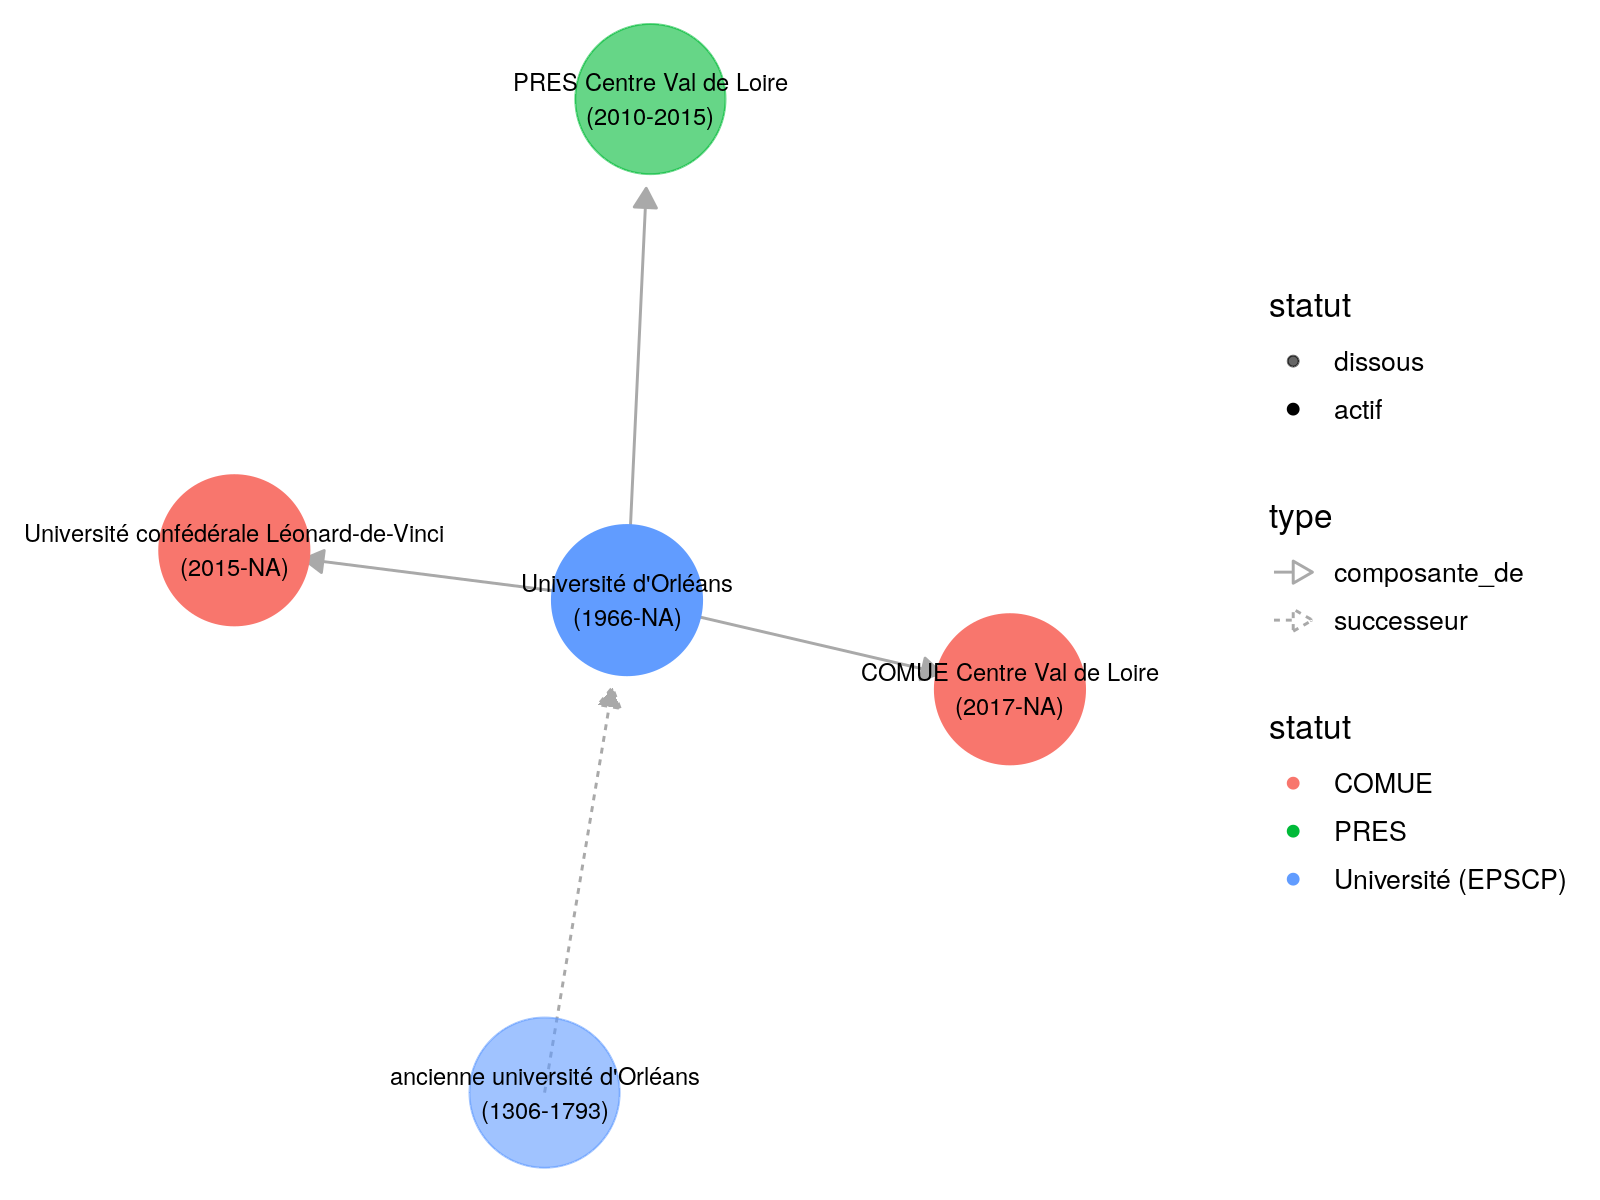 PRES Centre Val de Loire
(2010-2015)
Université confédérale Léonard-de-Vinci
(2015-NA)
Université d'Orléans
(1966-NA)
COMUE Centre Val de Loire
(2017-NA)
ancienne université d'Orléans
(1306-1793)
statut
dissous
actif
type
composante_de
successeur
statut
COMUE
PRES
Université (EPSCP)